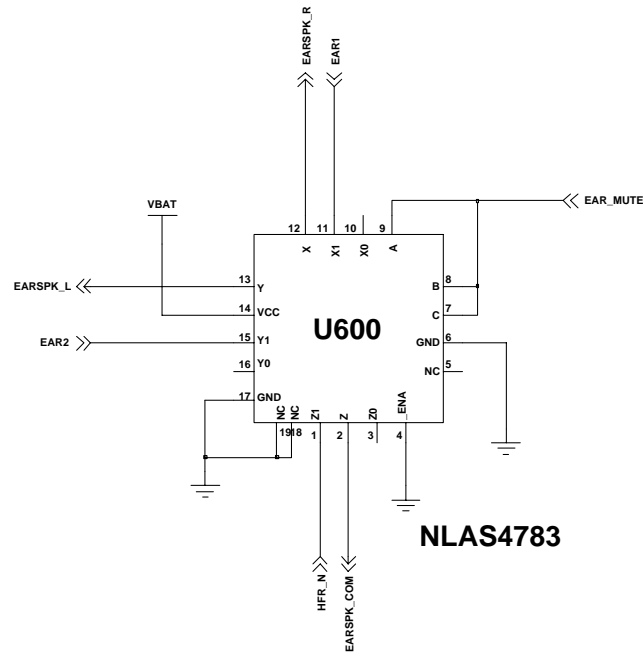 EARSPK_R
EAR1
VBAT
EAR_MUTE
12
11
10
9
X
X1
X0
A
EARSPK_L
13
Y
B
8
14
VCC
C
7
U600
EAR2
15
Y1
GND
6
16
Y0
NC
5
17
GND
NC
NC
Z1
Z
Z0
_ENA
19
18
1
2
3
4
NLAS4783
HFR_N
EARSPK_COM